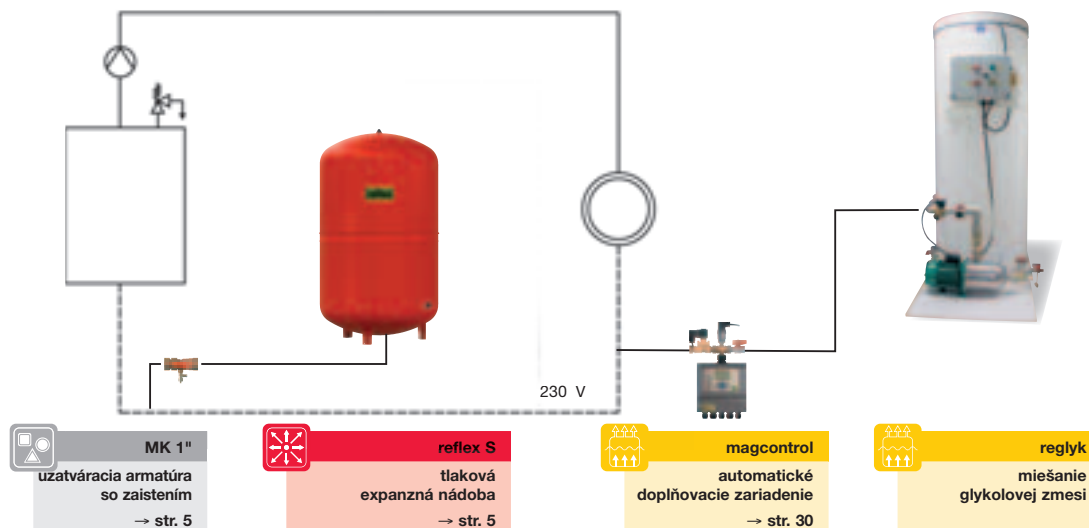 230 V
MK 1"
uzatváracia armatúra
so zaistením
→ str. 5
reflex S
tlaková
expanzná nádoba
→ str. 5
magcontrol
automatické
doplňovacie zariadenie
→ str. 30
reglyk
miešanie
glykolovej zmesi